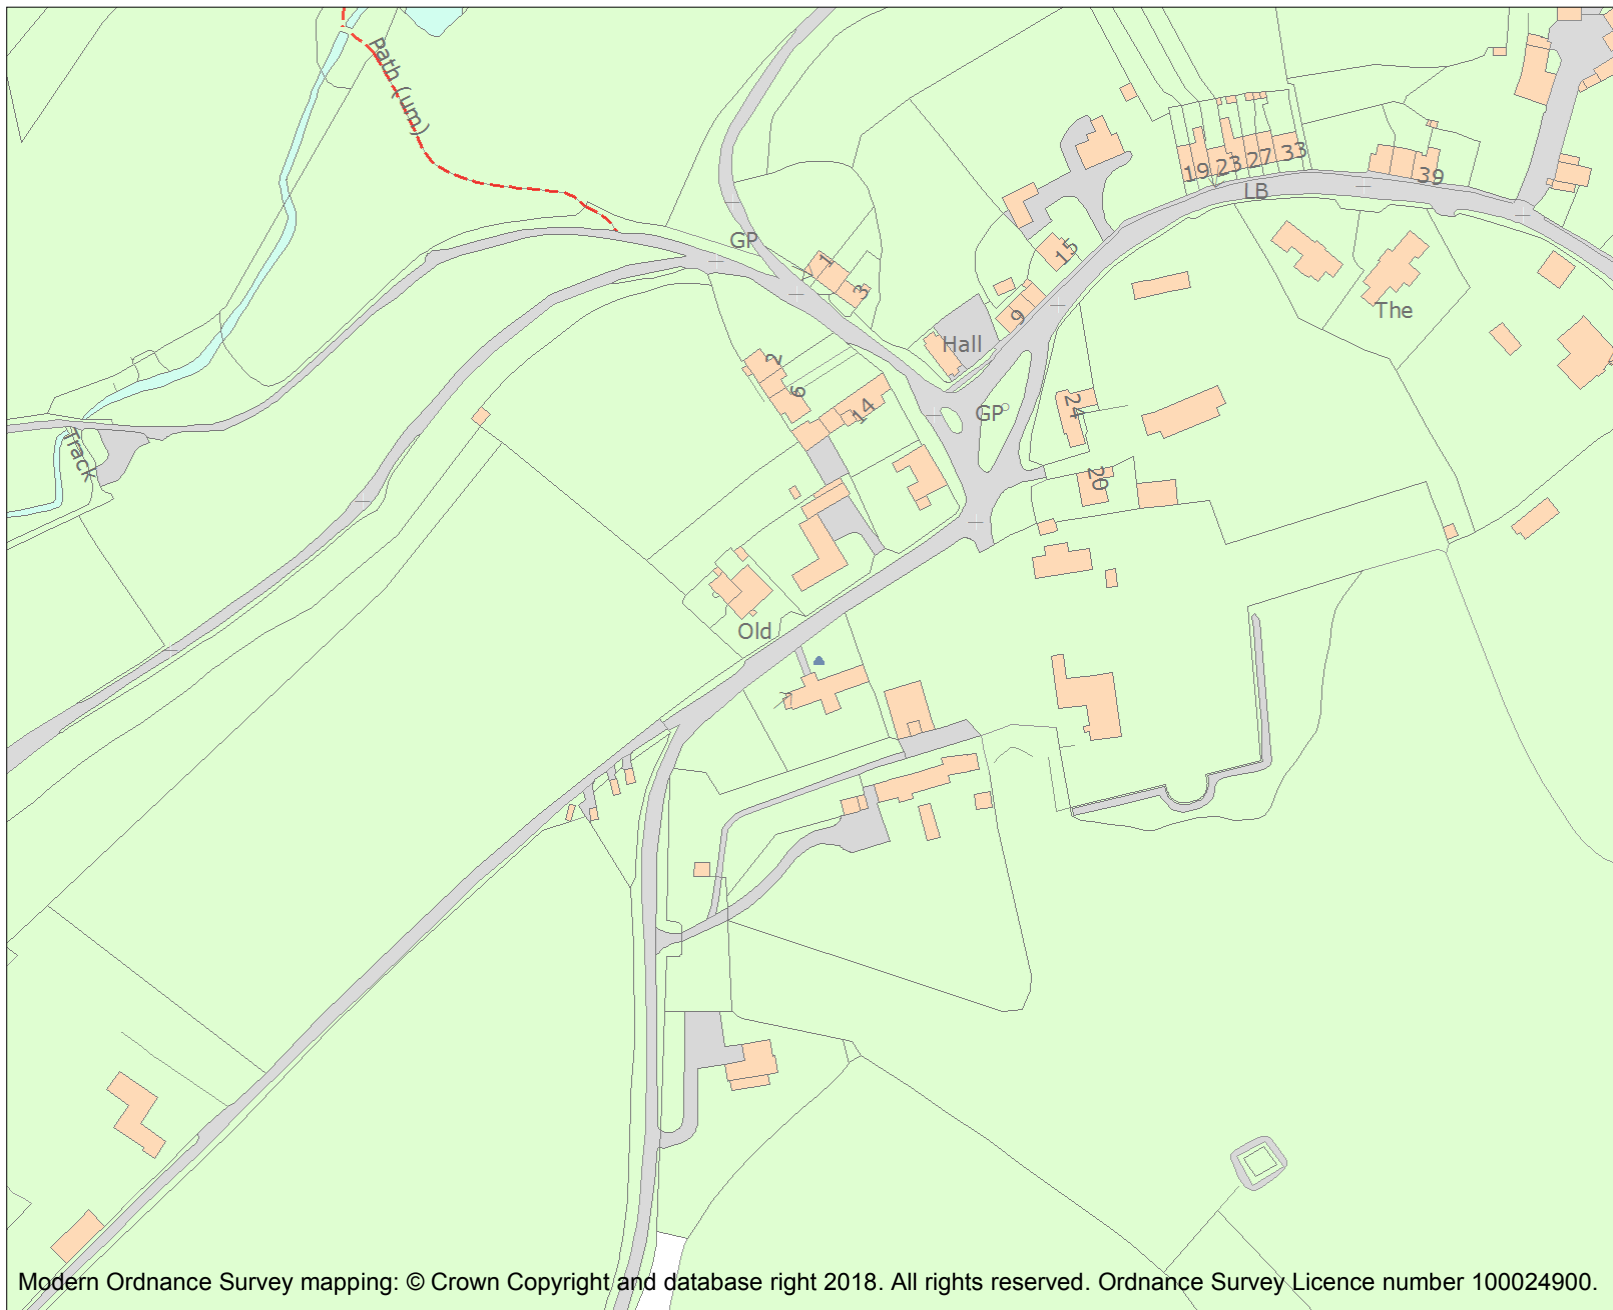 Path (um)
19
23
27
33
39
LB
GP
1
3
15
9
The
Hall
2
6
14
GP
24
20
Track
Old
7
Modern Ordnance Survey mapping: © Crown Copyright and database right 2018. All rights reserved. Ordnance Survey Licence number 100024900.